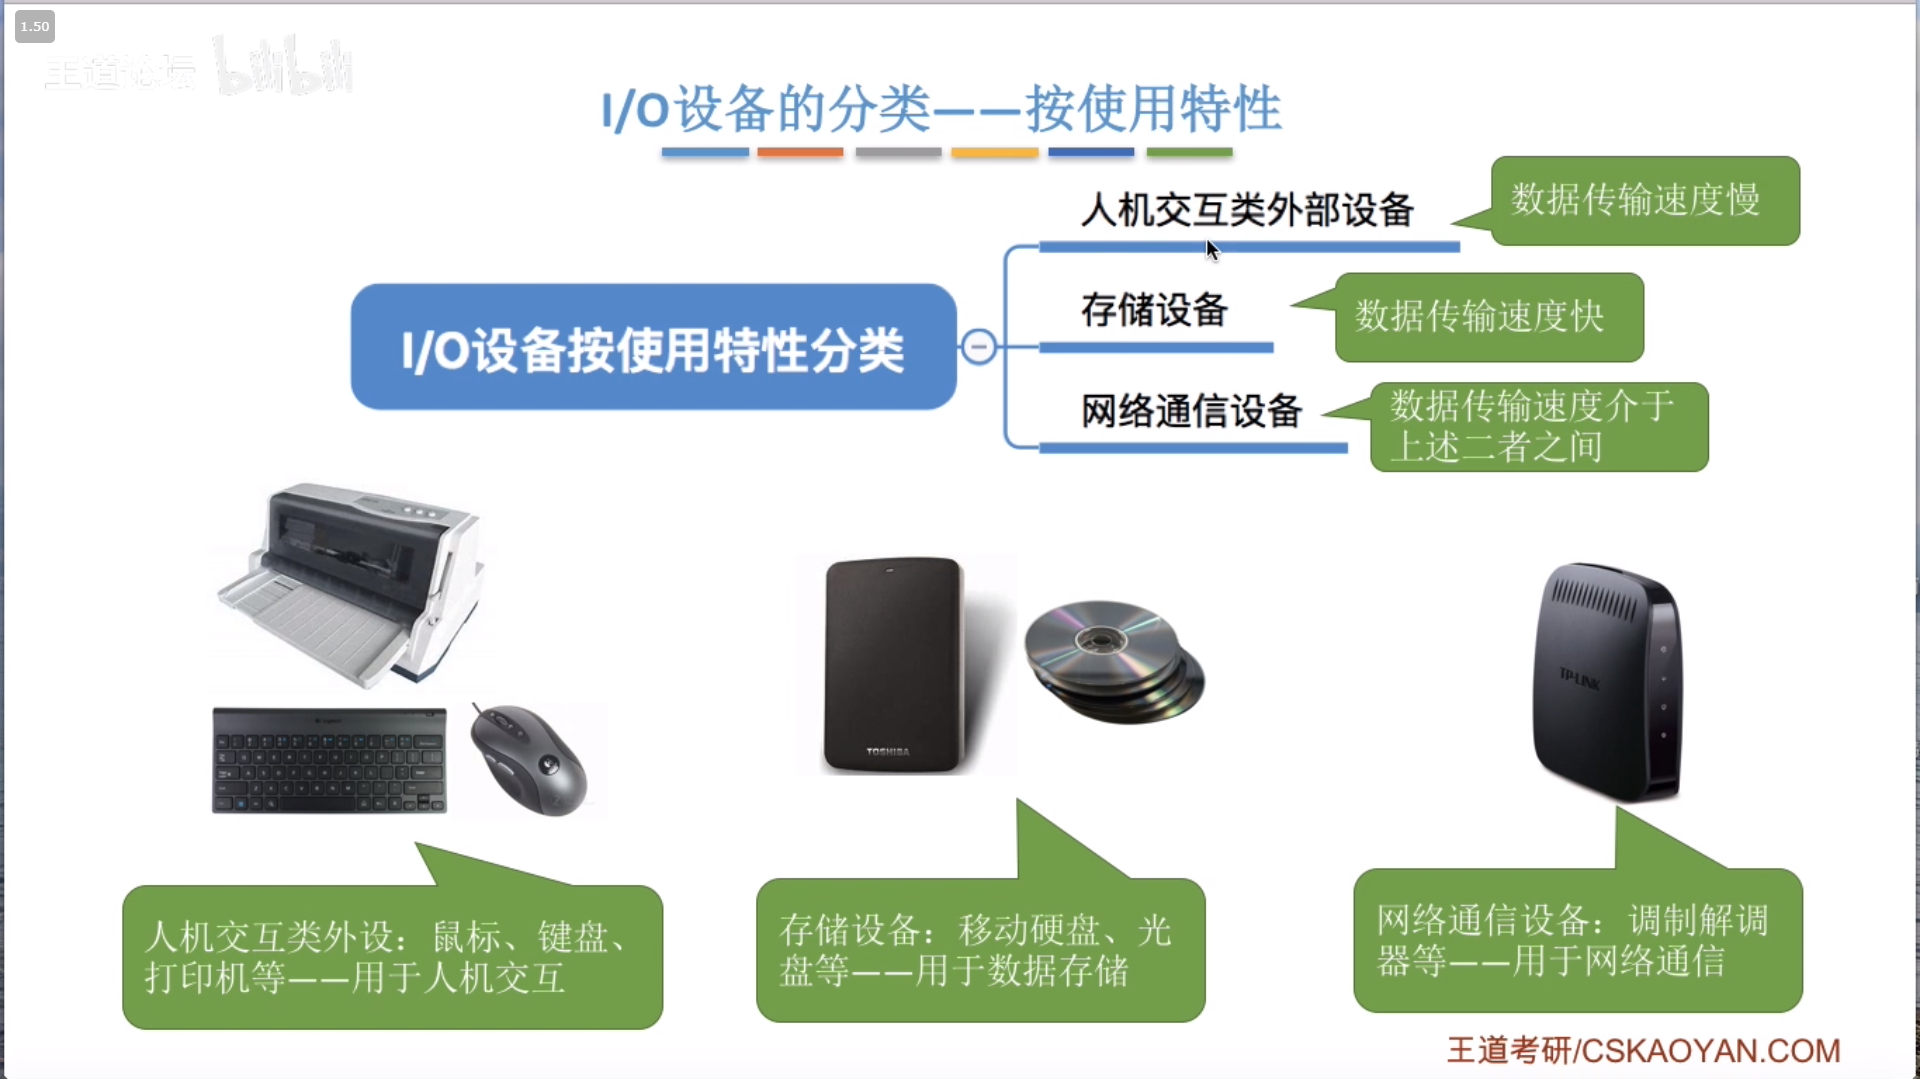 1.50
王道论坛 bilibili
I/O设备的分类——按使用特性
人机交互类外部设备
数据传输速度慢
存储设备
数据传输速度快
I/O设备按使用特性分类
网络通信设备
数据传输速度介于
上述二者之间
TOSHIBA
TP-LINK
人机交互类外设：鼠标、键盘、
打印机等——用于人机交互
存储设备：移动硬盘、光
盘等——用于数据存储
网络通信设备：调制解调
器等——用于网络通信
王道考研/CSKAOYAN.COM